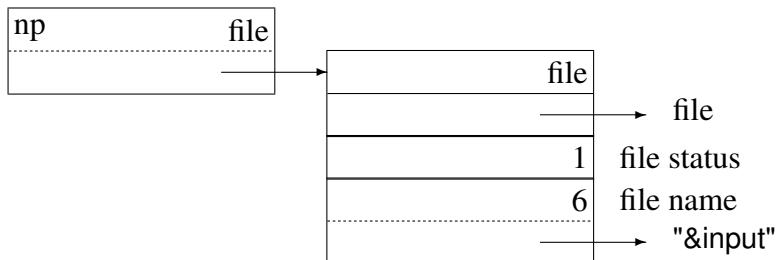 np file
file
file
1 file status
6 file name
"&input"